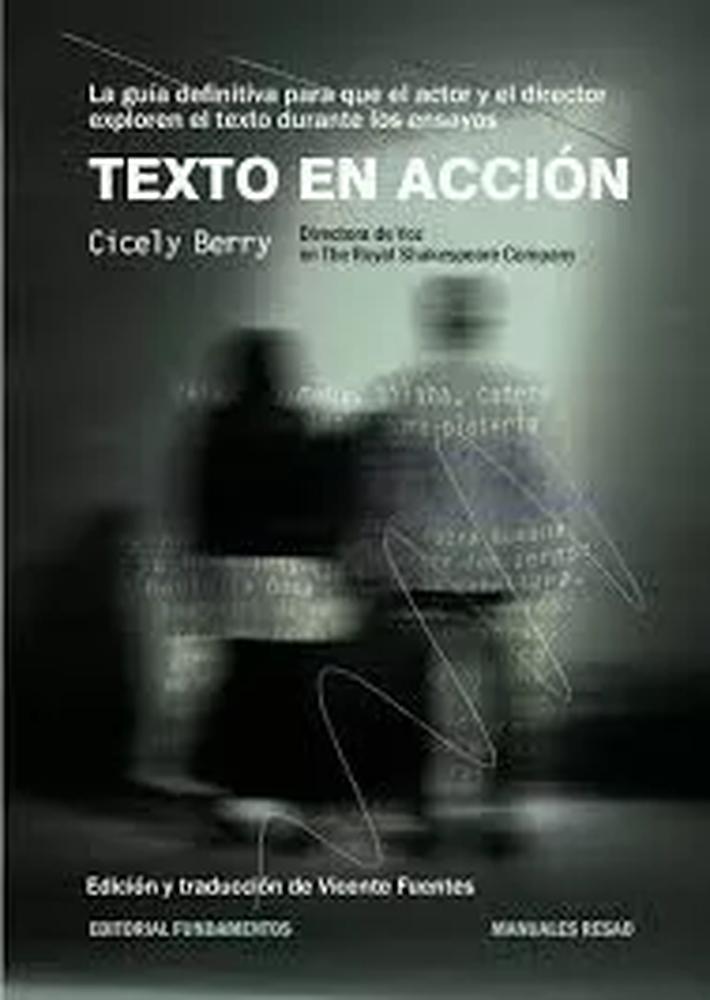 La guía definitiva para que el actor y el director
exploren el texto durante los ensayos
TEXTO EN ACCIÓN
Cicely Berry
Directora de Voz
en The Royal Shakespeare Company
Edición y traducción de Vicente Fuentes
EDITORIAL FUNDAMENTOS
MANUALES RESAD